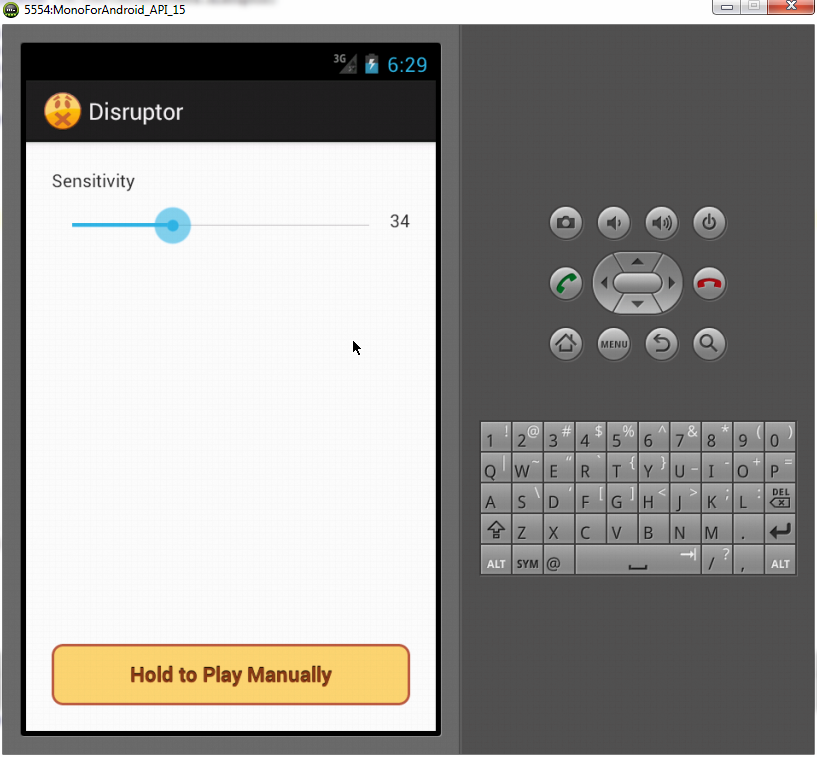 5554:MonoForAndroid_API_15
3G 6:29
Disruptor
Sensitivity
34
Hold to Play Manually
MENU
1 ! 2 @ 3 # 4 $ 5 % 6 ^ 7 & 8 * 9 ( 0 )
Q | W ~ E “ R ` T { Y } U _ I - O + P =
A S \ D ‘ F [ G ] H < J > K ; L : DEL
Z X C V B N M .
ALT SYM @ / ? , ALT